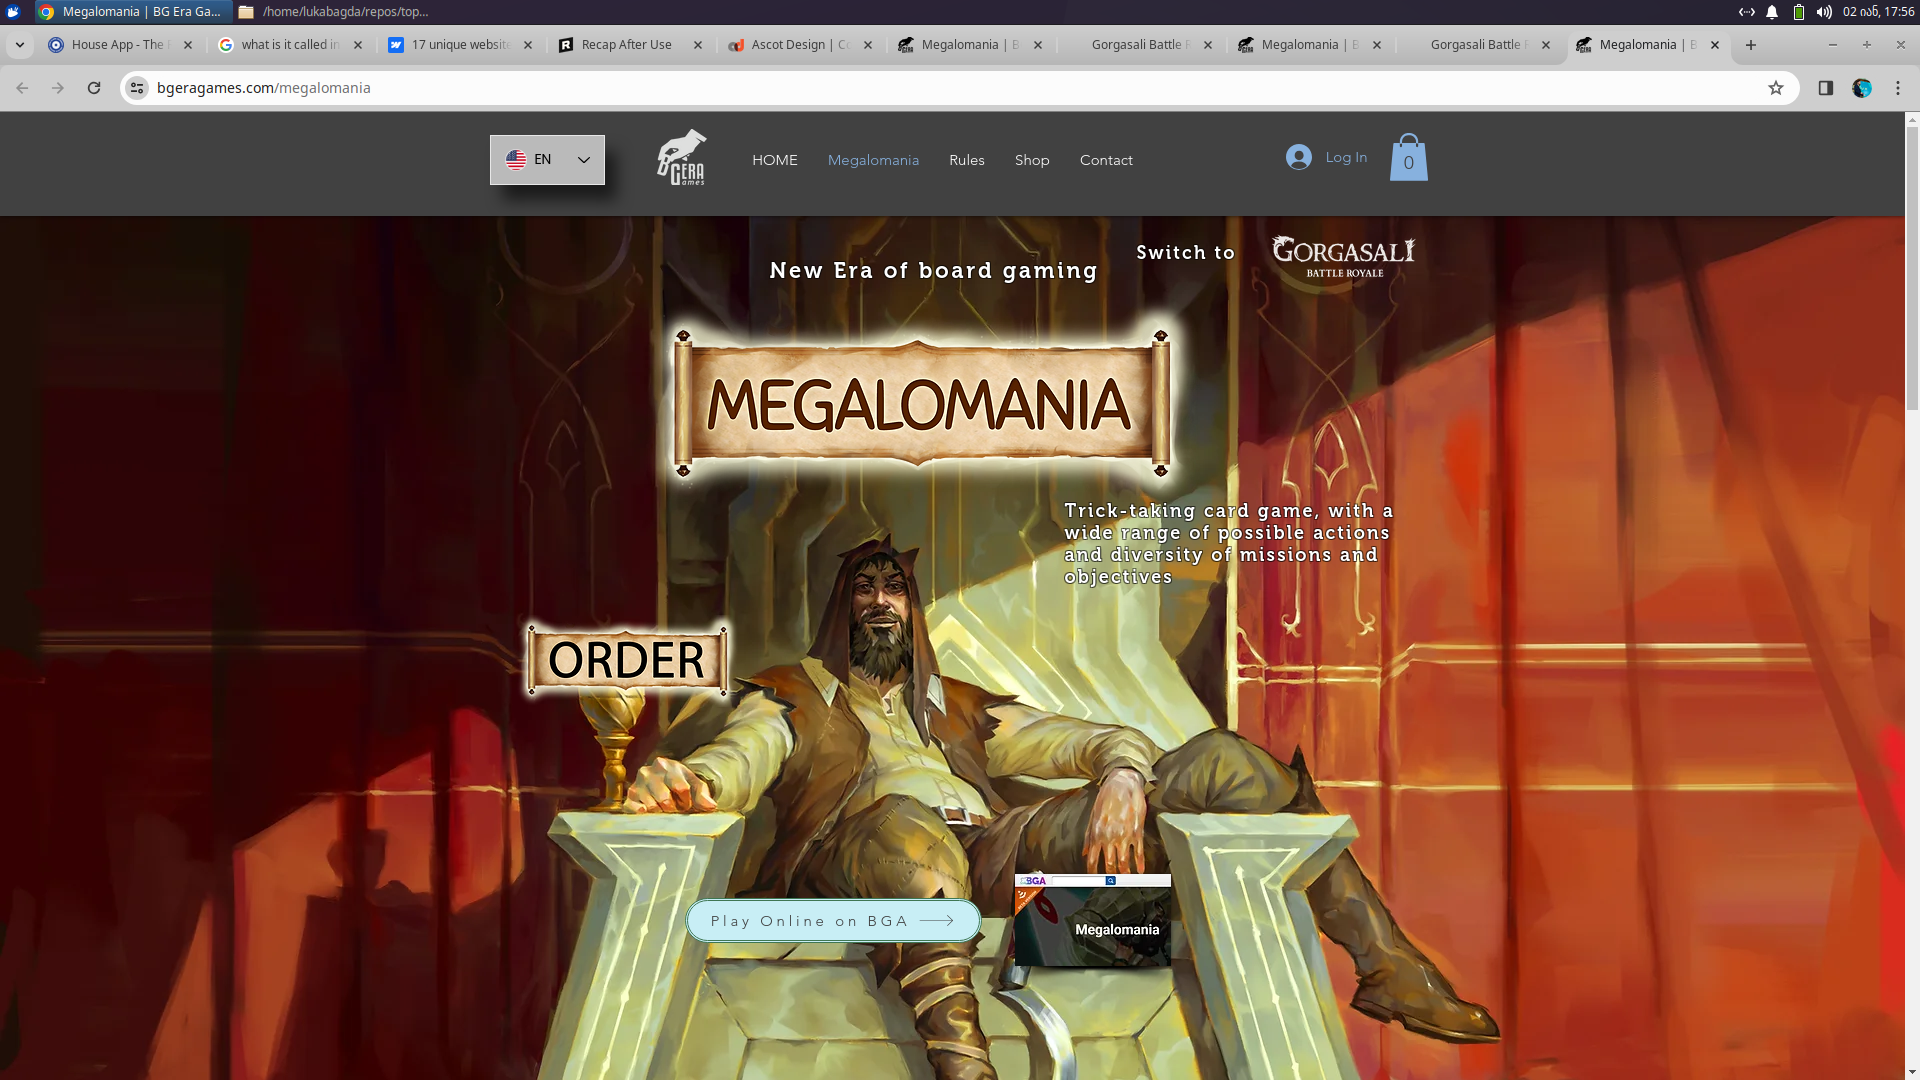 Megalomania | BG Era Ga...
/home/lukabagda/repos/top...
02 იან, 17:56
House App - The
what is it called in
17 unique website
Recap After Use
Ascot Design | C
Megalomania | B
Gorgasali Battle R
Megalomania | B
Gorgasali Battle
Megalomania | B
bgeragames.com/megalomania
EN
BGERA
Games
HOME
Megalomania
Rules
Shop
Contact
Log In
0
New Era of board gaming
Switch to
GORGASALI
BATTLE ROYALE
MEGALOMANIA
Trick-taking card game, with a
wide range of possible actions
and diversity of missions and
objectives
ORDER
Play Online on BGA
BGA
Megalomania